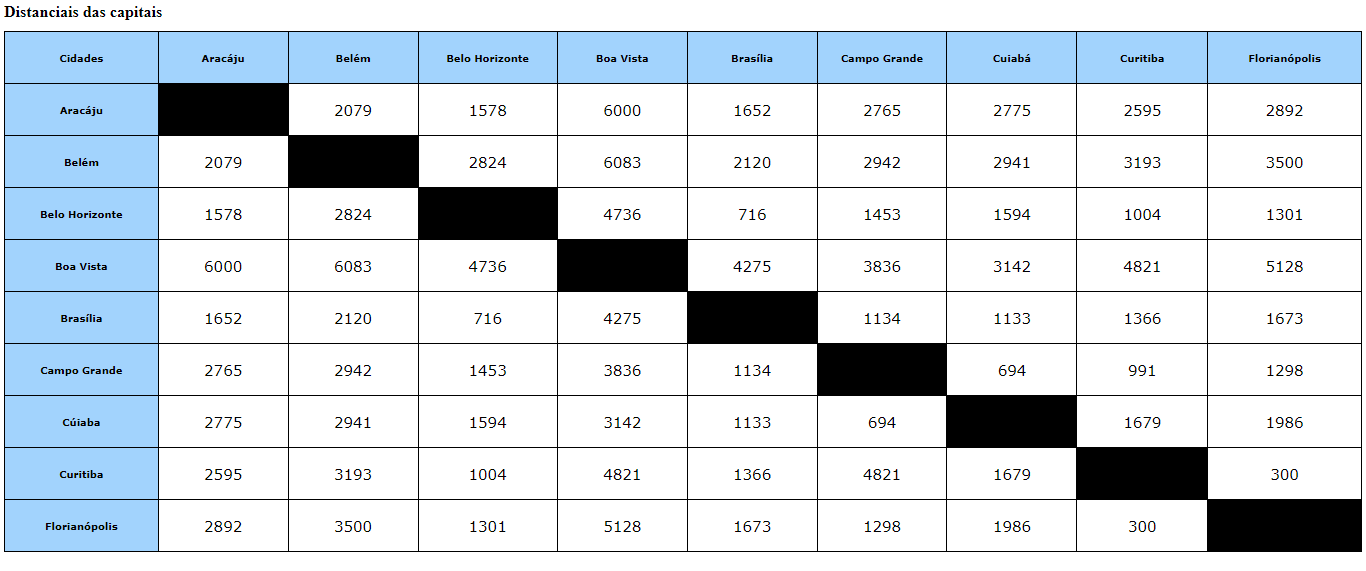 Distanciais das capitais
Cidades Aracáju Belém Belo Horizonte Boa Vista Brasília Campo Grande Cuiabá Curitiba Florianópolis
Aracáju 2079 1578 6000 1652 2765 2775 2595 2892
Belém 2079 2824 6083 2120 2942 2941 3193 3500
Belo Horizonte 1578 2824 4736 716 1453 1594 1004 1301
Boa Vista 6000 6083 4736 4275 3836 3142 4821 5128
Brasília 1652 2120 716 4275 1134 1133 1366 1673
Campo Grande 2765 2942 1453 3836 1134 694 991 1298
Cúiaba 2775 2941 1594 3142 1133 694 1679 1986
Curitiba 2595 3193 1004 4821 1366 4821 1679 300
Florianópolis 2892 3500 1301 5128 1673 1298 1986 300